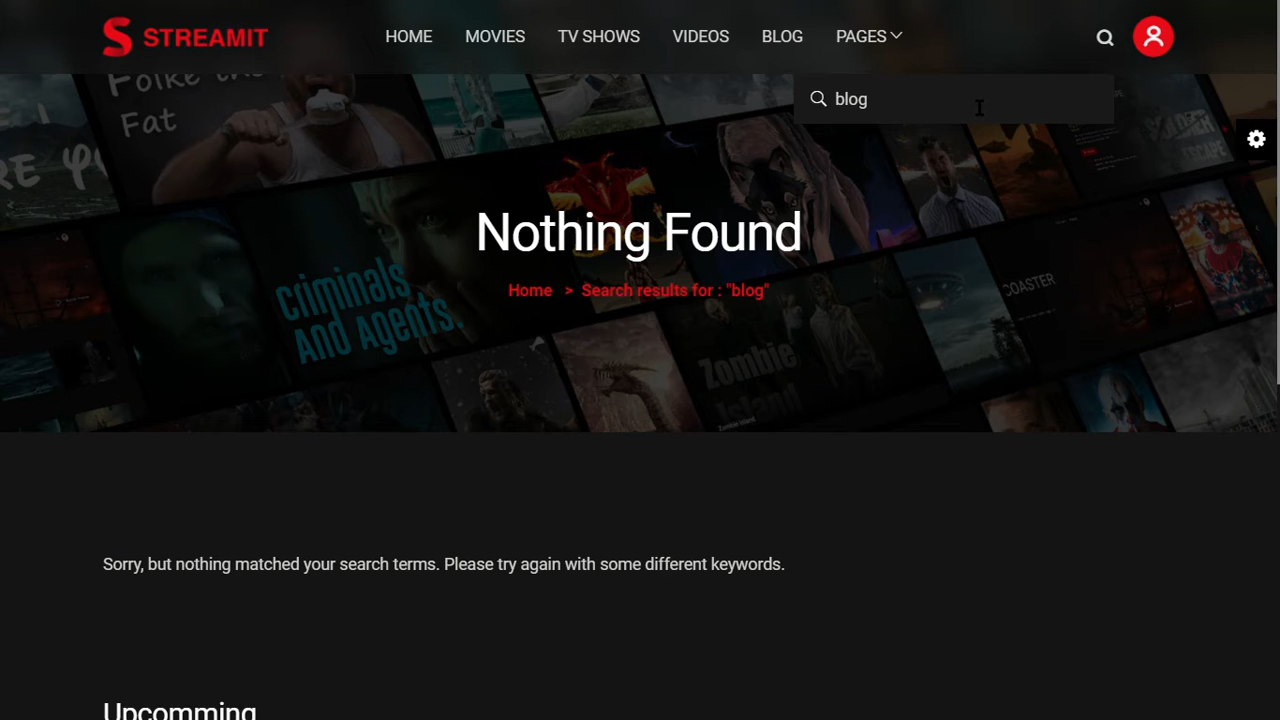 STREAMIT
HOME MOVIES TV SHOWS VIDEOS BLOG PAGES
blog
Fat
Nothing Found
Home > Search results for : "blog"
Criminals
And Agents.
COASTER
Zombie
Island
Zombie Island
Sorry, but nothing matched your search terms. Please try again with some different keywords.
Upcomming